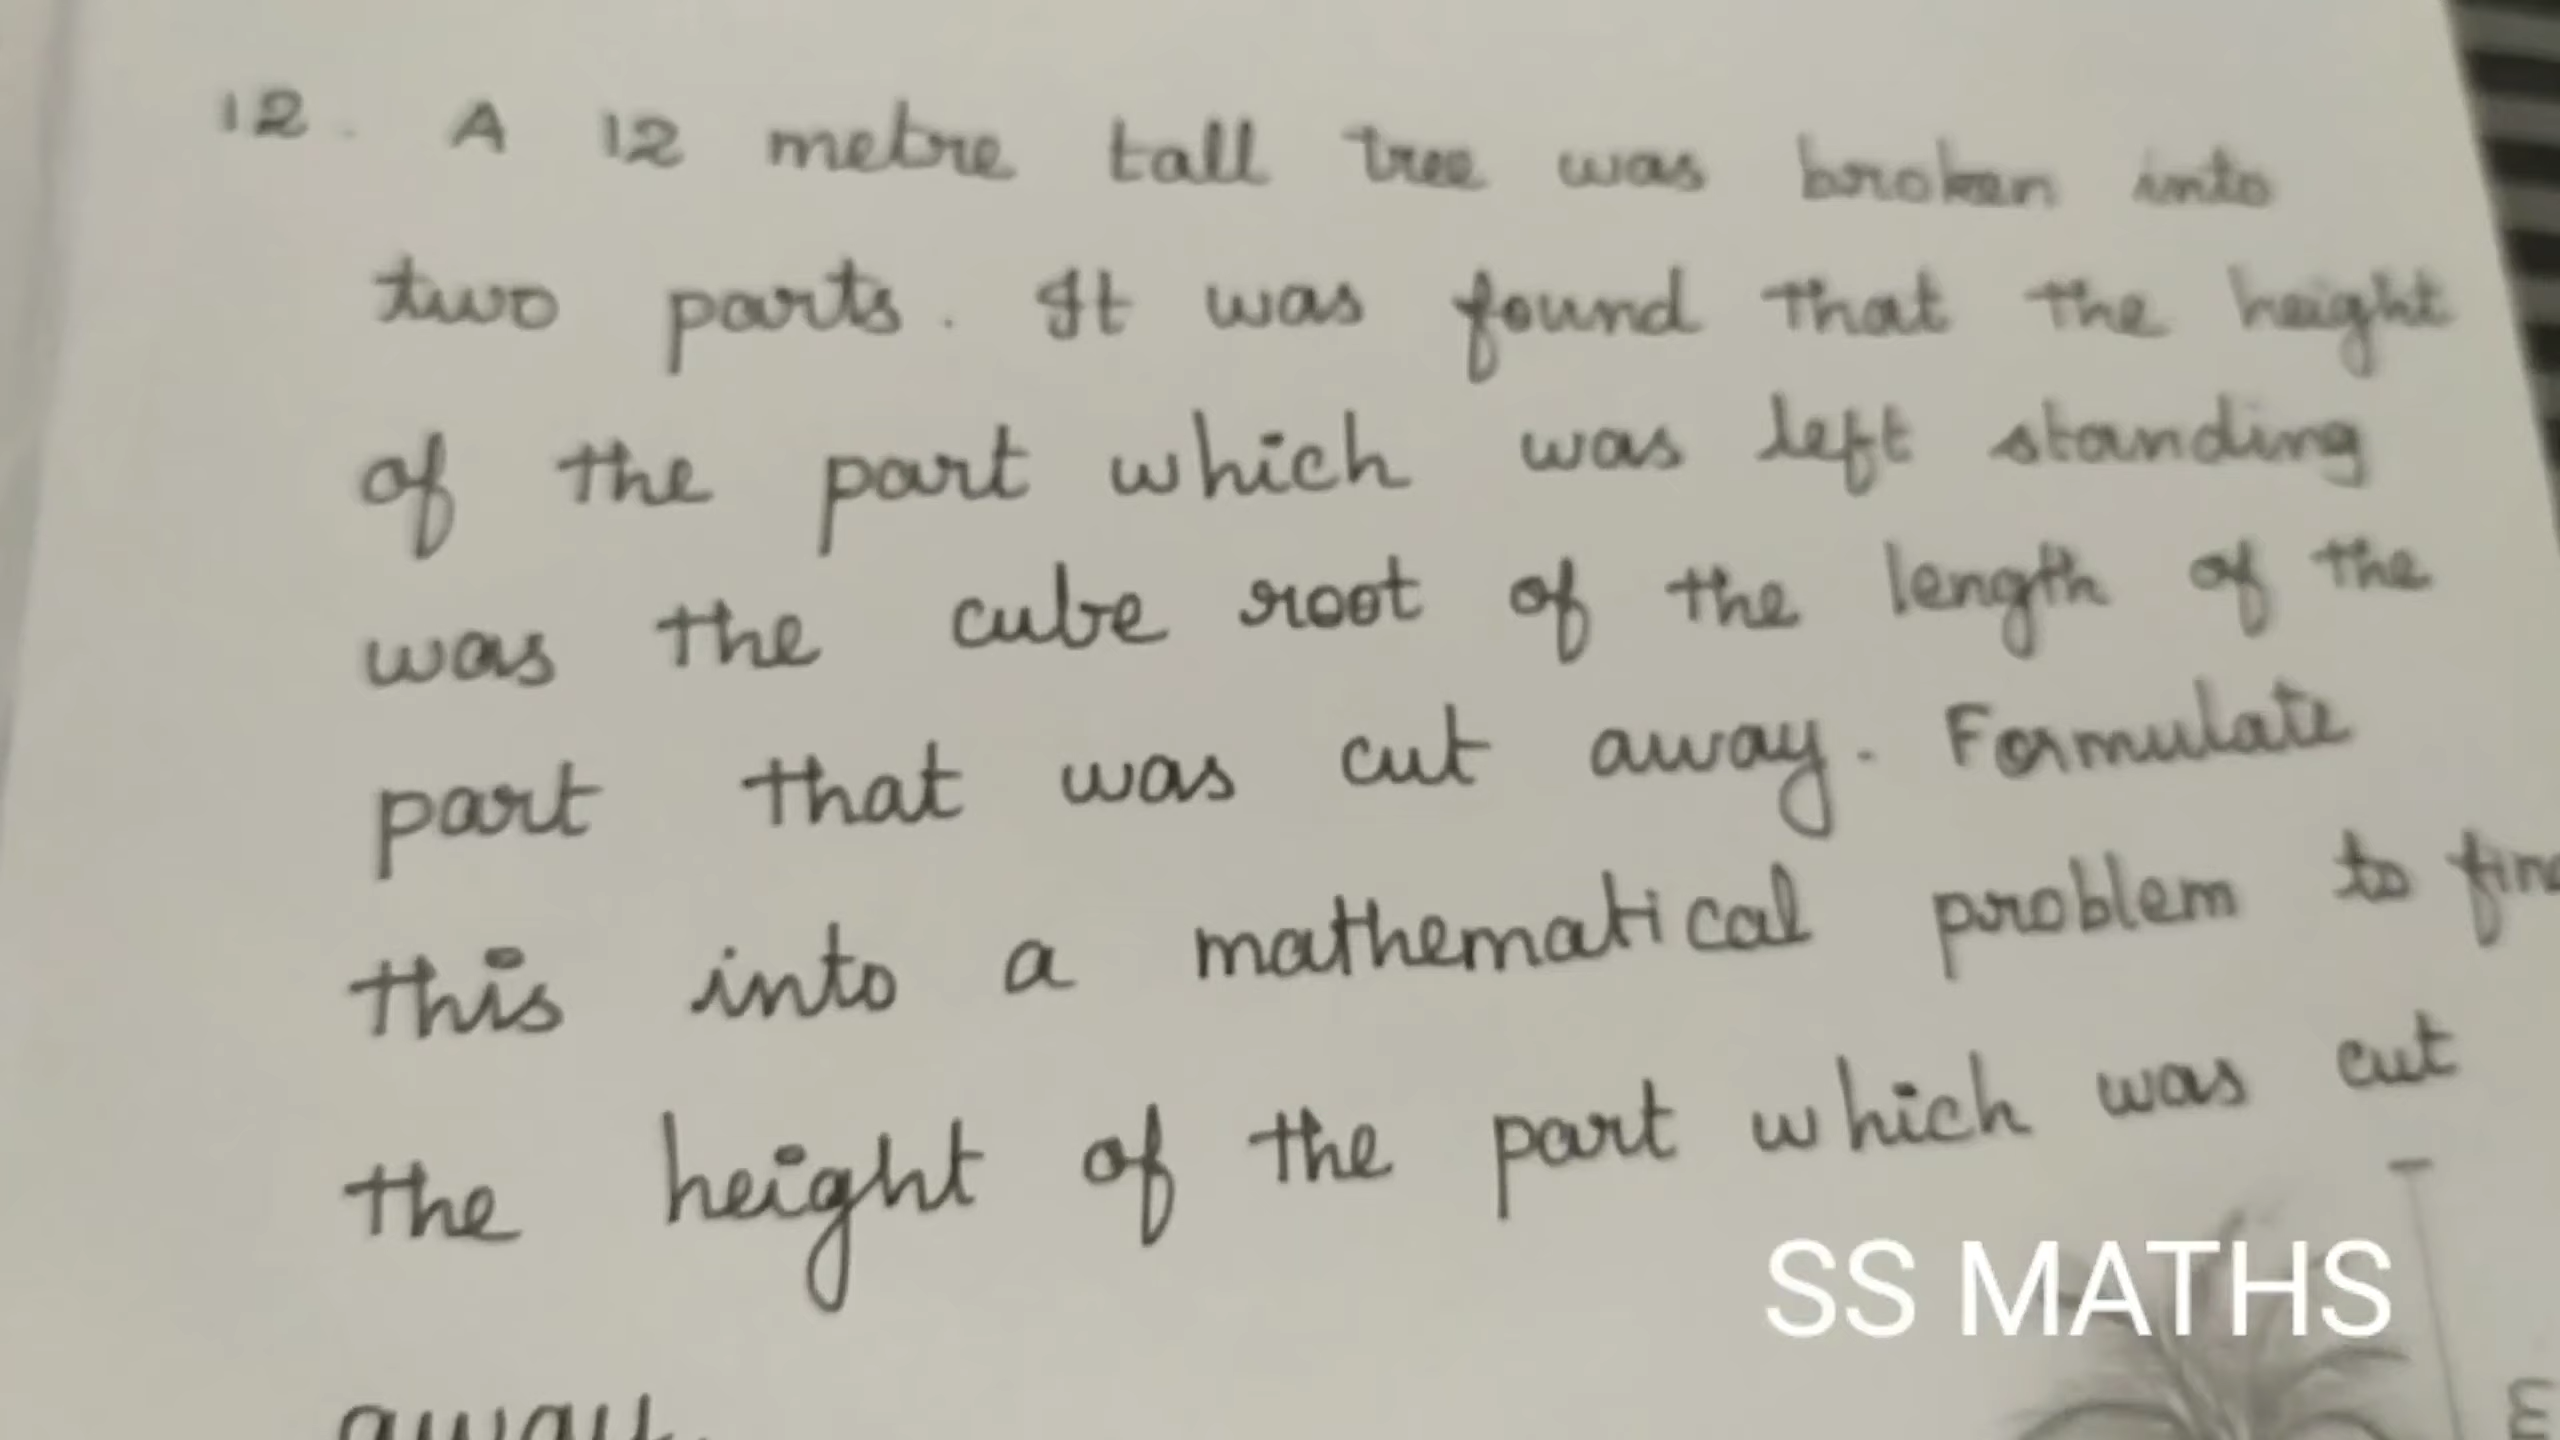 12. A 12 metre tall tree was broken into
two parts. It was found that the height
of the part which was left standing
was the cube root of the length of the
part that was cut away. Formulate
this into a mathematical problem to fin
the height of the part which was cut
away.
SS MATHS